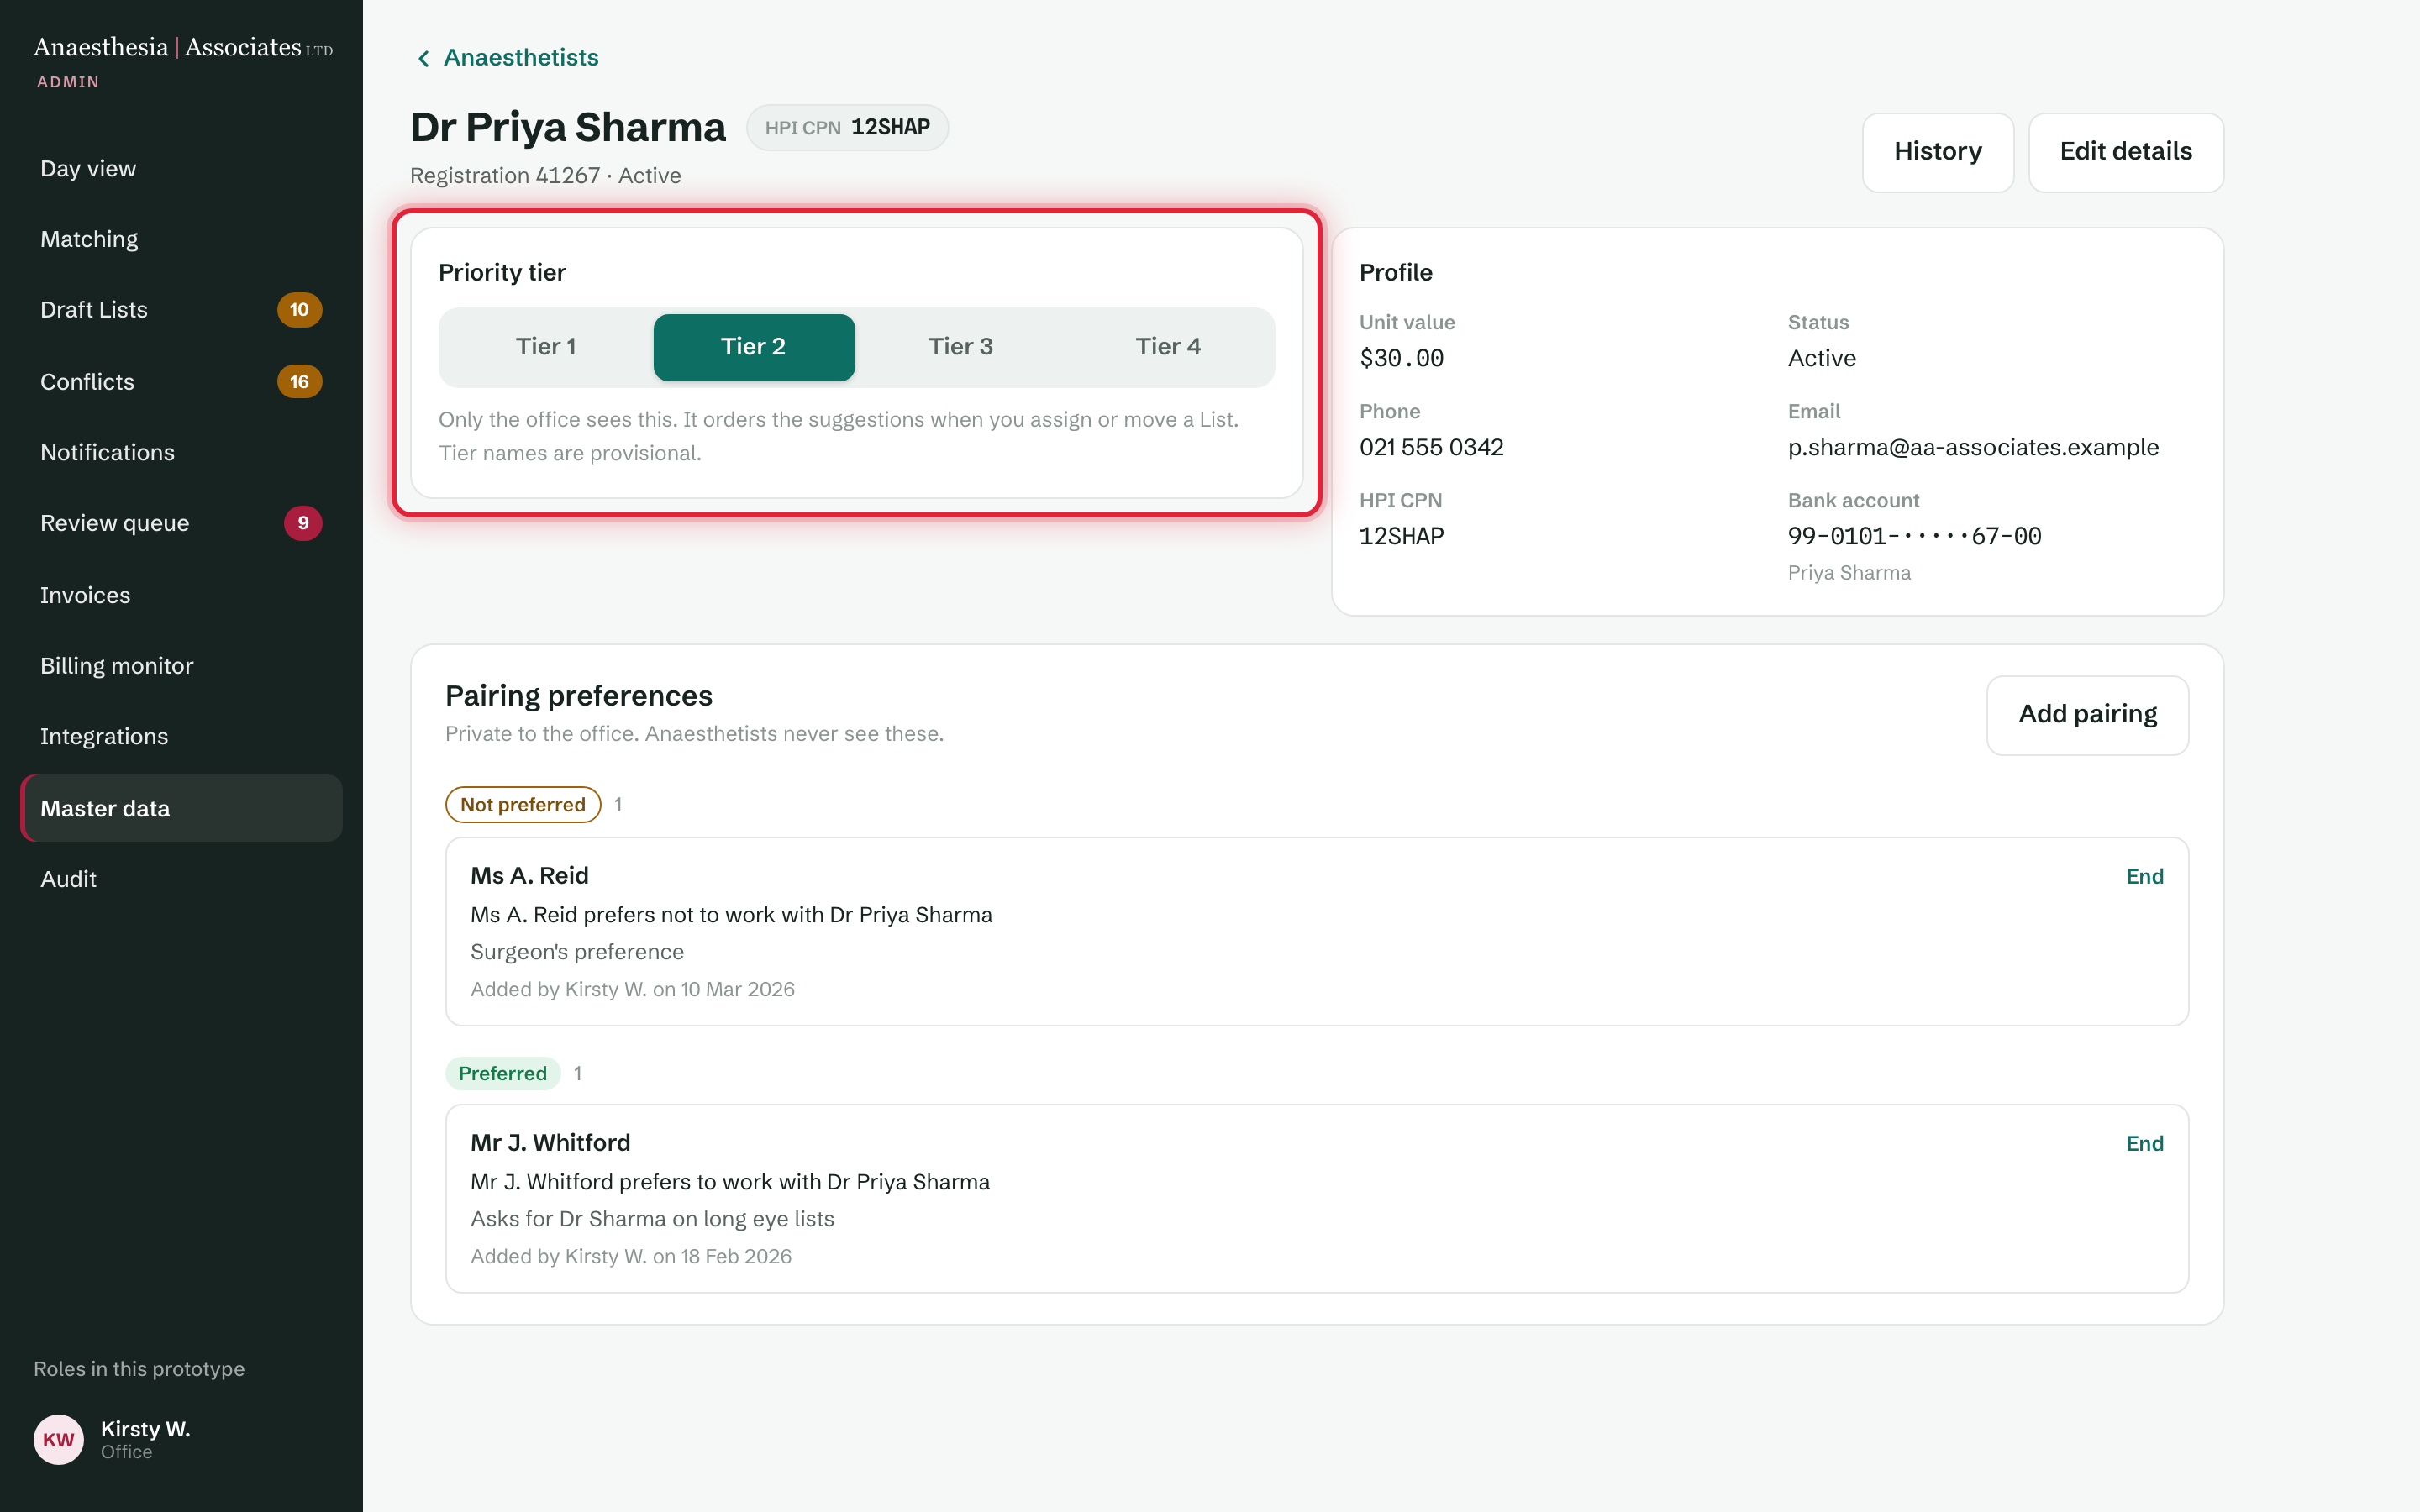 Anaesthesia | Associates LTD
ADMIN
Day view
Matching
Draft Lists 10
Conflicts 16
Notifications
Review queue 9
Invoices
Billing monitor
Integrations
Master data
Audit
Roles in this prototype
KW
Kirsty W.
Office
Anaesthetists
Dr Priya Sharma HPI CPN 12SHAP
Registration 41267 · Active
History
Edit details
Priority tier
Tier 1 Tier 2 Tier 3 Tier 4
Only the office sees this. It orders the suggestions when you assign or move a List.
Tier names are provisional.
Profile
Unit value
$30.00
Status
Active
Phone
021 555 0342
Email
p.sharma@aa-associates.example
HPI CPN
12SHAP
Bank account
99-0101-·····67-00
Priya Sharma
Pairing preferences
Private to the office. Anaesthetists never see these.
Add pairing
Not preferred 1
Ms A. Reid
End
Ms A. Reid prefers not to work with Dr Priya Sharma
Surgeon's preference
Added by Kirsty W. on 10 Mar 2026
Preferred 1
Mr J. Whitford
End
Mr J. Whitford prefers to work with Dr Priya Sharma
Asks for Dr Sharma on long eye lists
Added by Kirsty W. on 18 Feb 2026